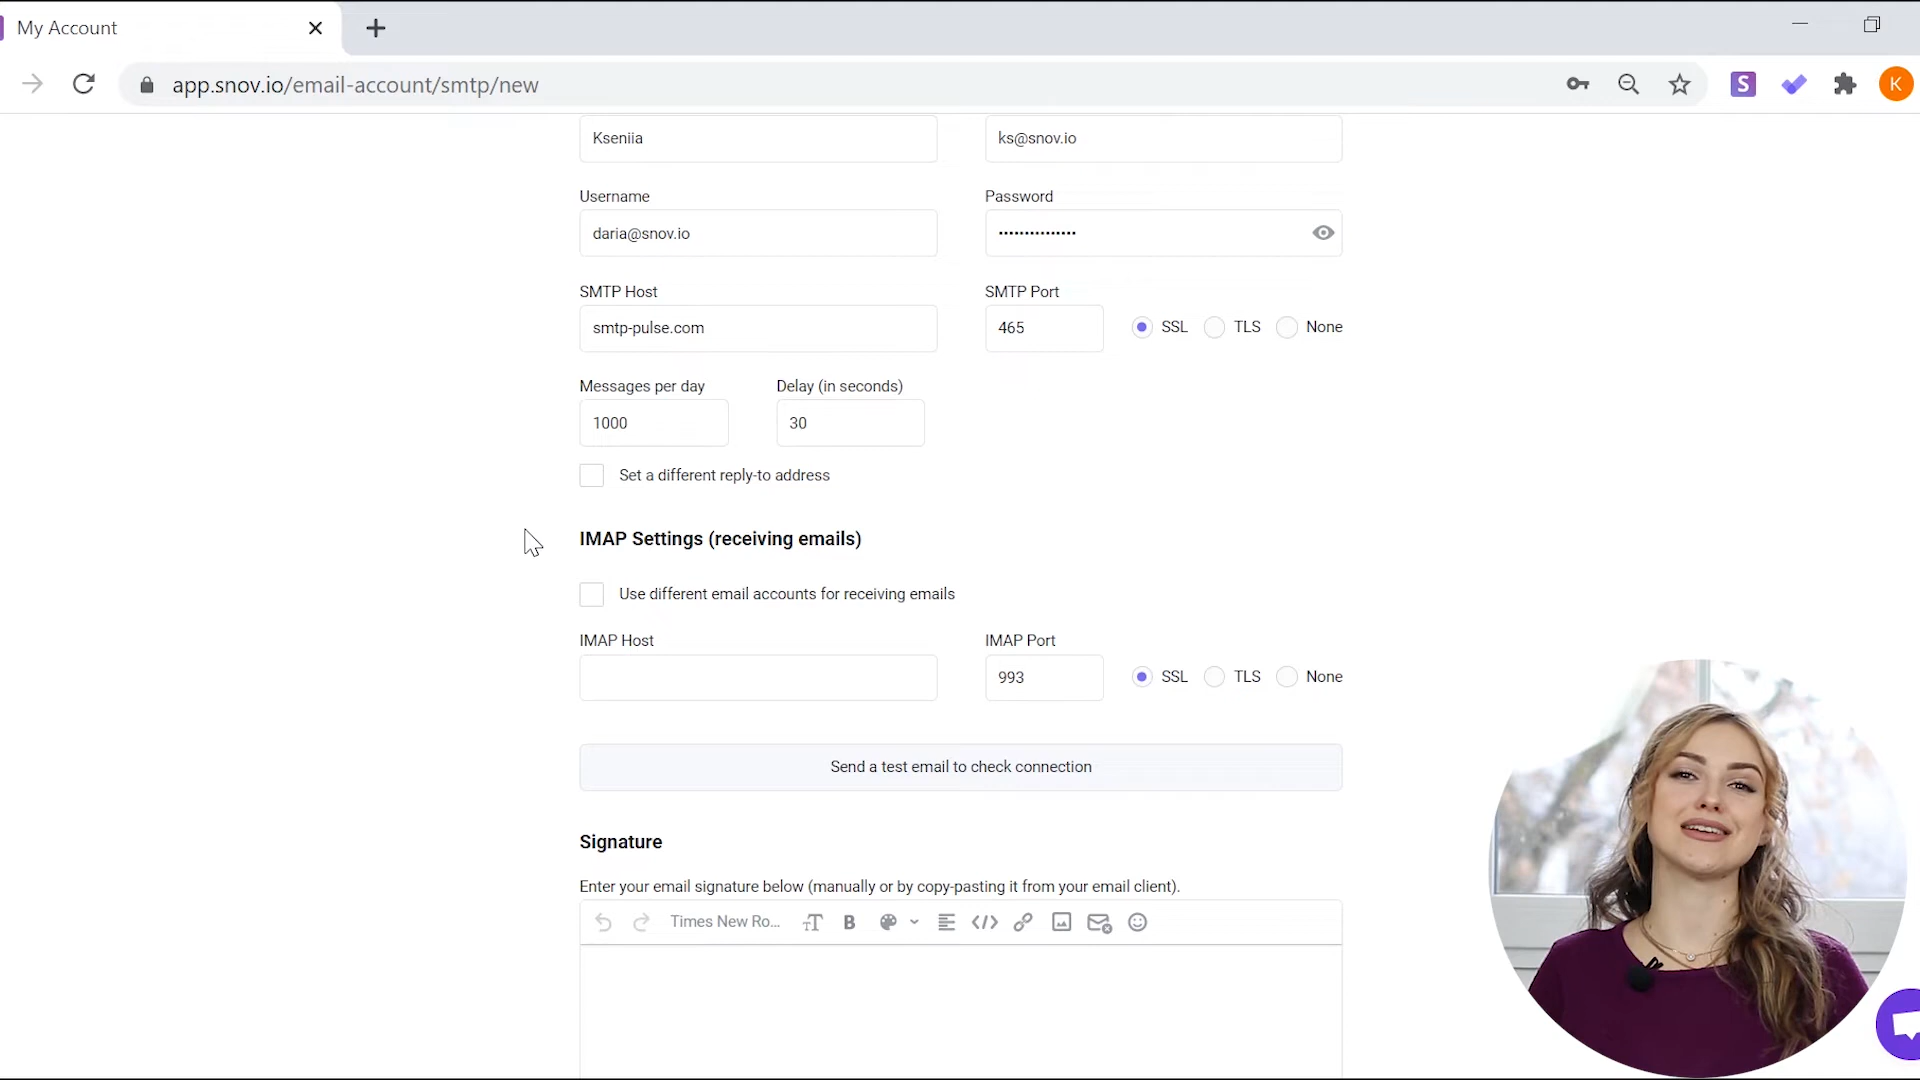 My Account
app.snov.io/email-account/smtp/new
S
K
Kseniia
ks@snov.io
Username
Password
daria@snov.io
•••••••••••••••
SMTP Host
SMTP Port
smtp-pulse.com
465
SSL
TLS
None
Messages per day
Delay (in seconds)
1000
30
Set a different reply-to address
IMAP Settings (receiving emails)
Use different email accounts for receiving emails
IMAP Host
IMAP Port
993
SSL
TLS
None
Send a test email to check connection
Signature
Enter your email signature below (manually or by copy-pasting it from your email client).
Times New Ro...